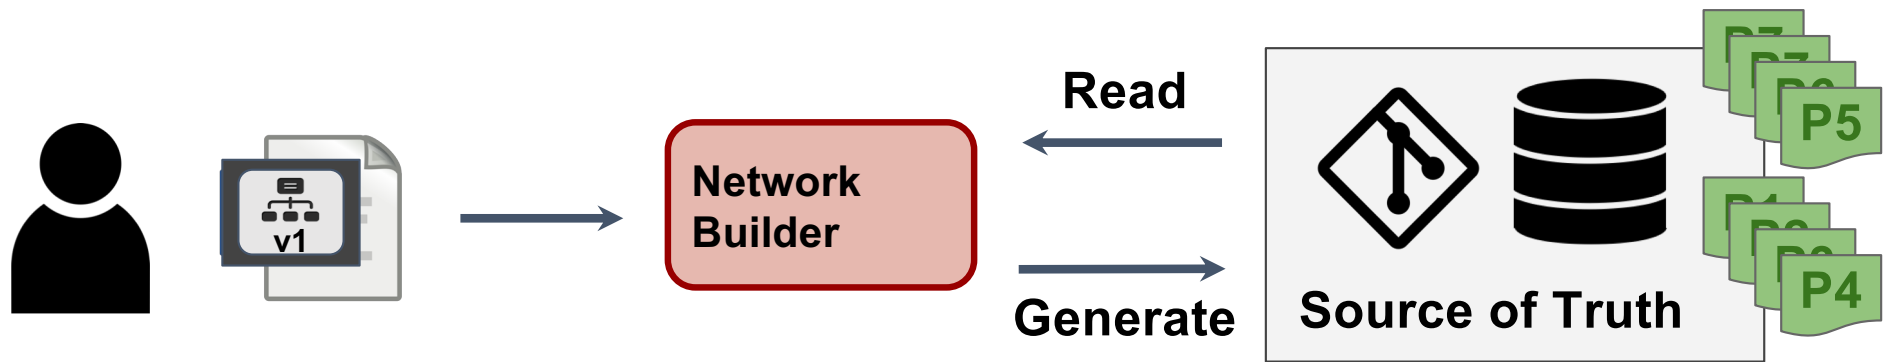 v1
Network
Builder
Read
Generate
Source of Truth
P5
P4